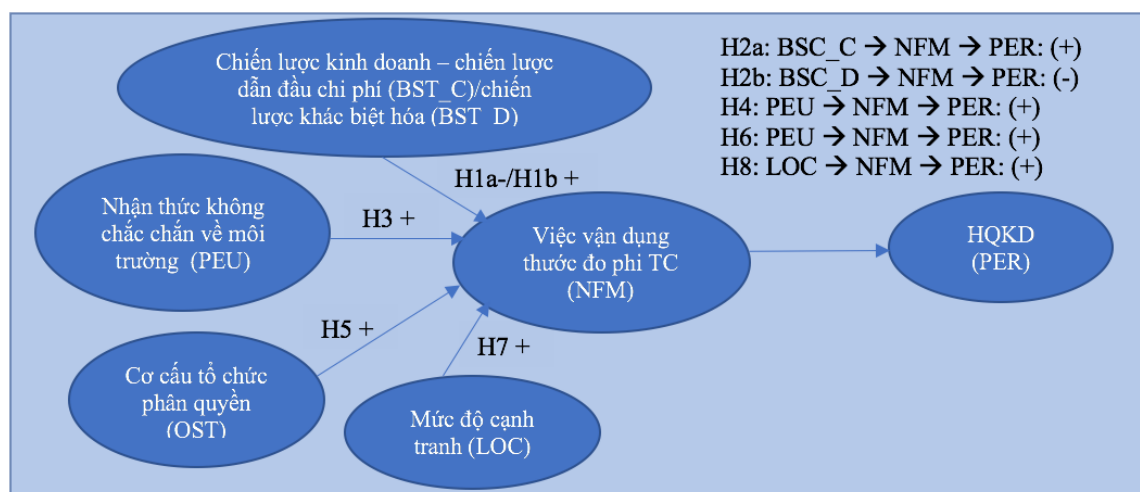 Chiến lược kinh doanh – chiến lược
dẫn đầu chi phí (BST_C)/chiến
lược khác biệt hóa (BST_D)
H2a: BSC_C → NFM → PER: (+)
H2b: BSC_D → NFM → PER: (-)
H4: PEU → NFM → PER: (+)
H6: PEU → NFM → PER: (+)
H8: LOC → NFM → PER: (+)
H1a-/H1b +
Nhận thức không
chắc chắn về môi
trường (PEU)
H3 +
Việc vận dụng
thước đo phi TC
(NFM)
HQKD
(PER)
H5 +
H7 +
Cơ cấu tổ chức
phân quyền
(OST)
Mức độ cạnh
tranh (LOC)